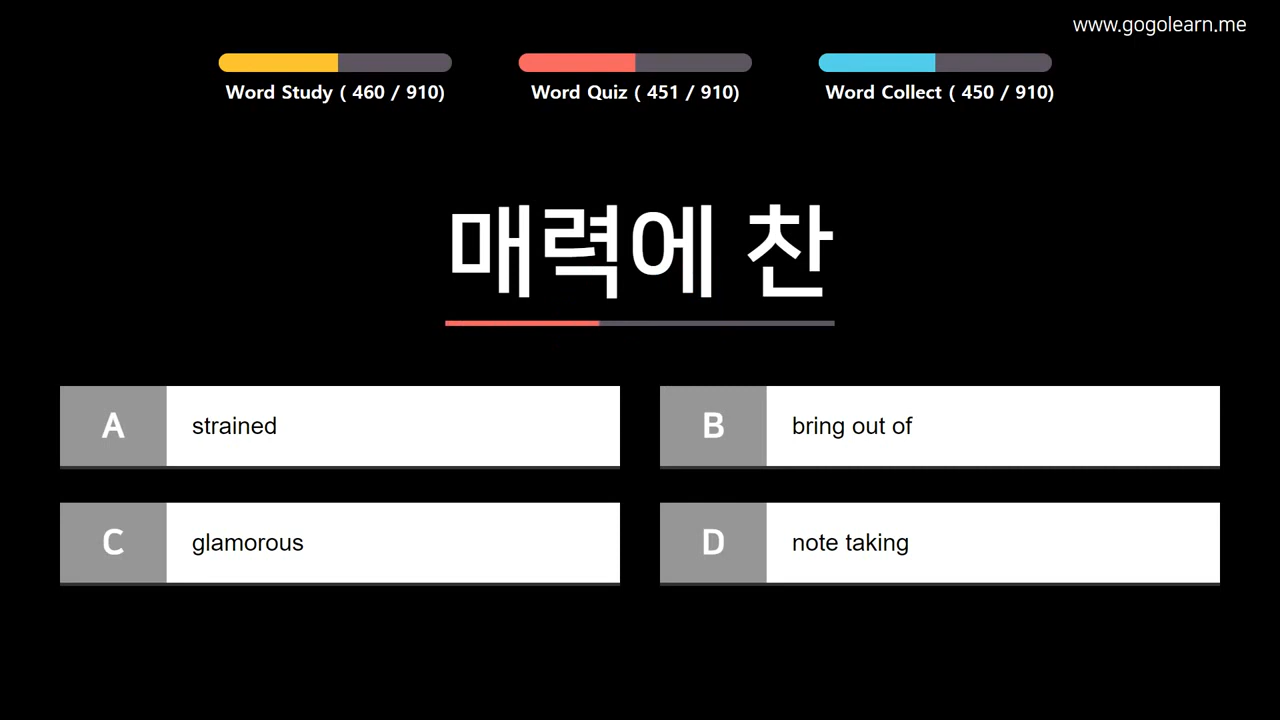 www.gogolearn.me
Word Study ( 460 / 910)
Word Quiz ( 451 / 910)
Word Collect ( 450 / 910)
매력에 찬
A strained
B bring out of
C glamorous
D note taking